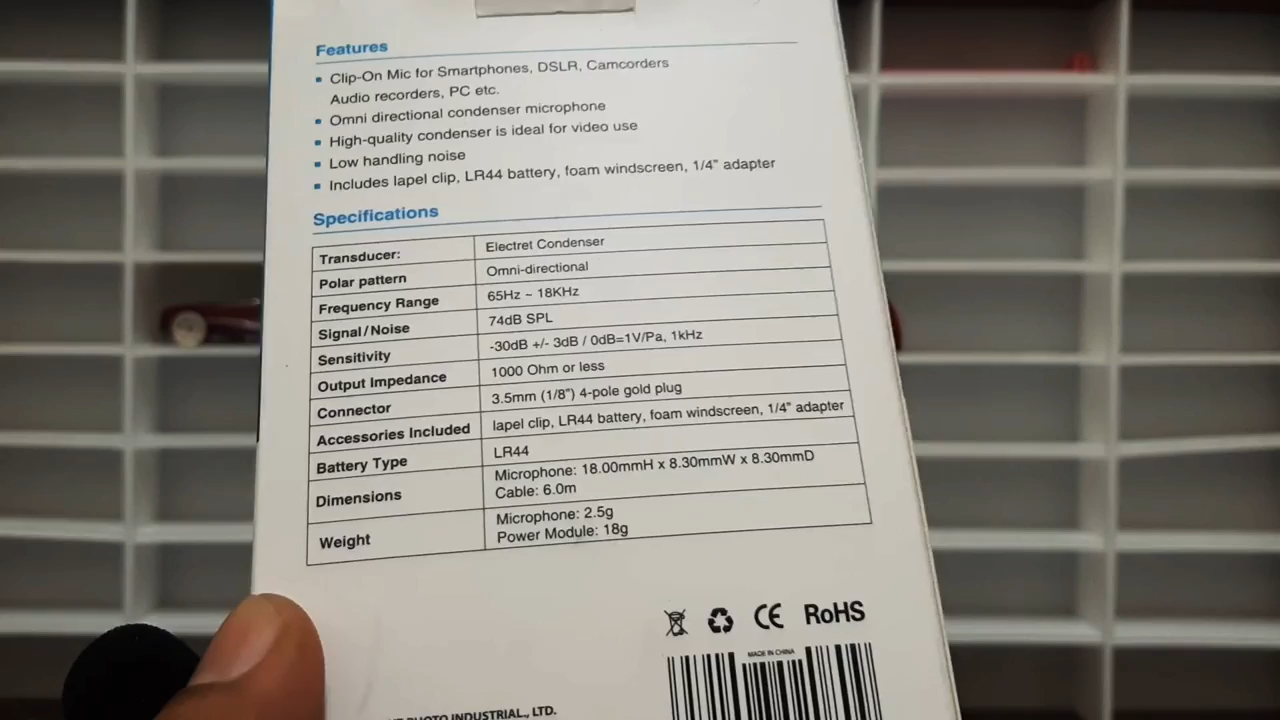 Features
Clip-On Mic for Smartphones, DSLR, Camcorders
Audio recorders, PC etc.
Omni directional condenser microphone
High-quality condenser is ideal for video use
Low handling noise
Includes lapel clip, LR44 battery, foam windscreen, 1/4" adapter
Specifications
Transducer: Electret Condenser
Polar pattern Omni-directional
Frequency Range 65Hz ~ 18KHz
Signal/Noise 74dB SPL
Sensitivity -30dB +/- 3dB / 0dB=1V/Pa, 1kHz
Output Impedance 1000 Ohm or less
Connector 3.5mm (1/8") 4-pole gold plug
Accessories Included lapel clip, LR44 battery, foam windscreen, 1/4" adapter
Battery Type LR44
Dimensions Microphone: 18.00mmH x 8.30mmW x 8.30mmD
Cable: 6.0m
Weight Microphone: 2.5g
Power Module: 18g
CE RoHS
MADE IN CHINA
PHOTO INDUSTRIAL., LTD.